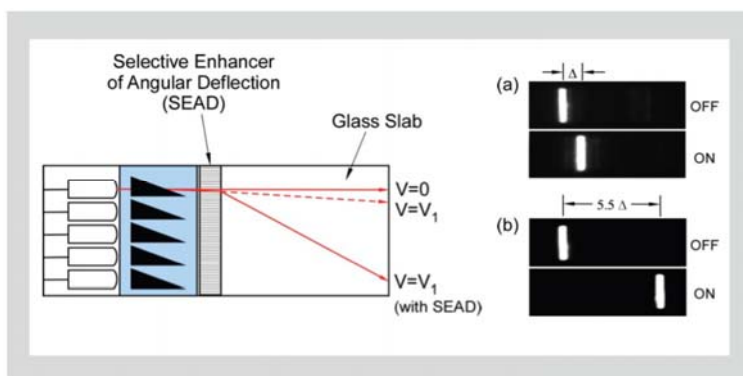 Selective Enhancer
of Angular Deflection
(SEAD)
Glass Slab
V=0
V=V₁
V=V₁
(with SEAD)
(a)
Δ
OFF
ON
(b)
5.5 Δ
OFF
ON